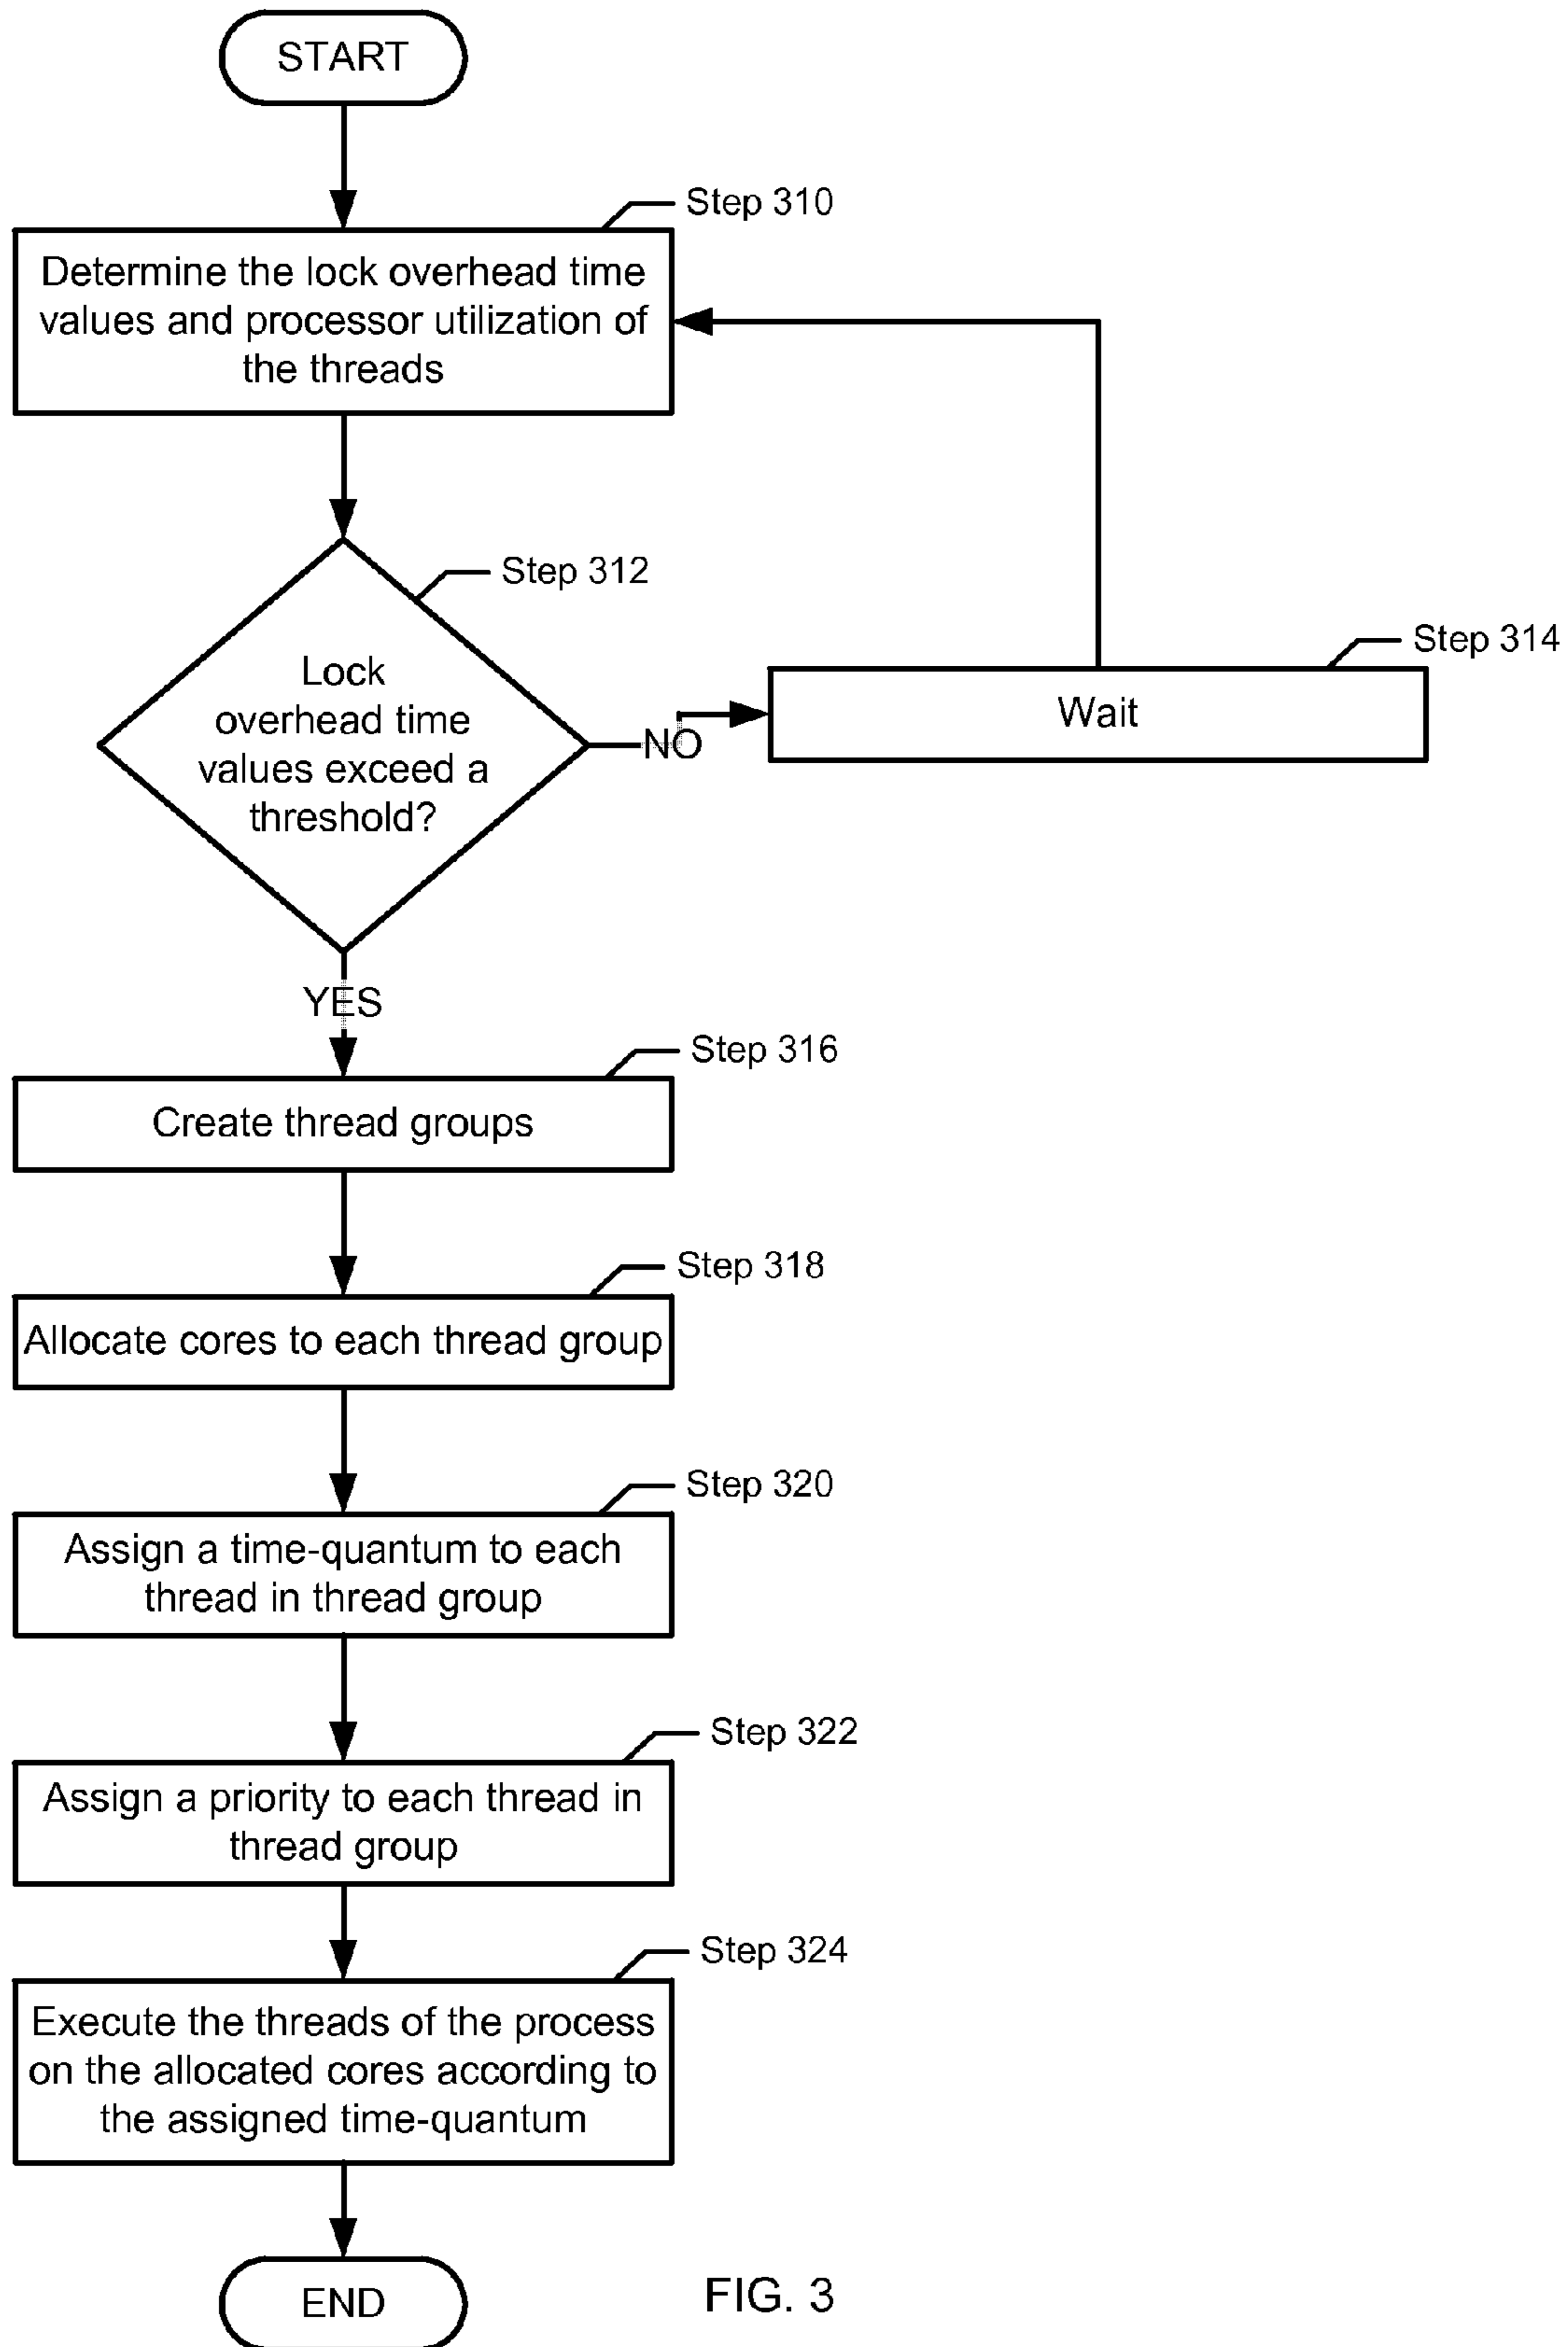 START
Step 310
Determine the lock overhead time
values and processor utilization of
the threads
Step 312
Lock
overhead time
values exceed a
threshold?
NO
Step 314
Wait
YES
Step 316
Create thread groups
Step 318
Allocate cores to each thread group
Step 320
Assign a time-quantum to each
thread in thread group
Step 322
Assign a priority to each thread in
thread group
Step 324
Execute the threads of the process
on the allocated cores according to
the assigned time-quantum
END
FIG. 3